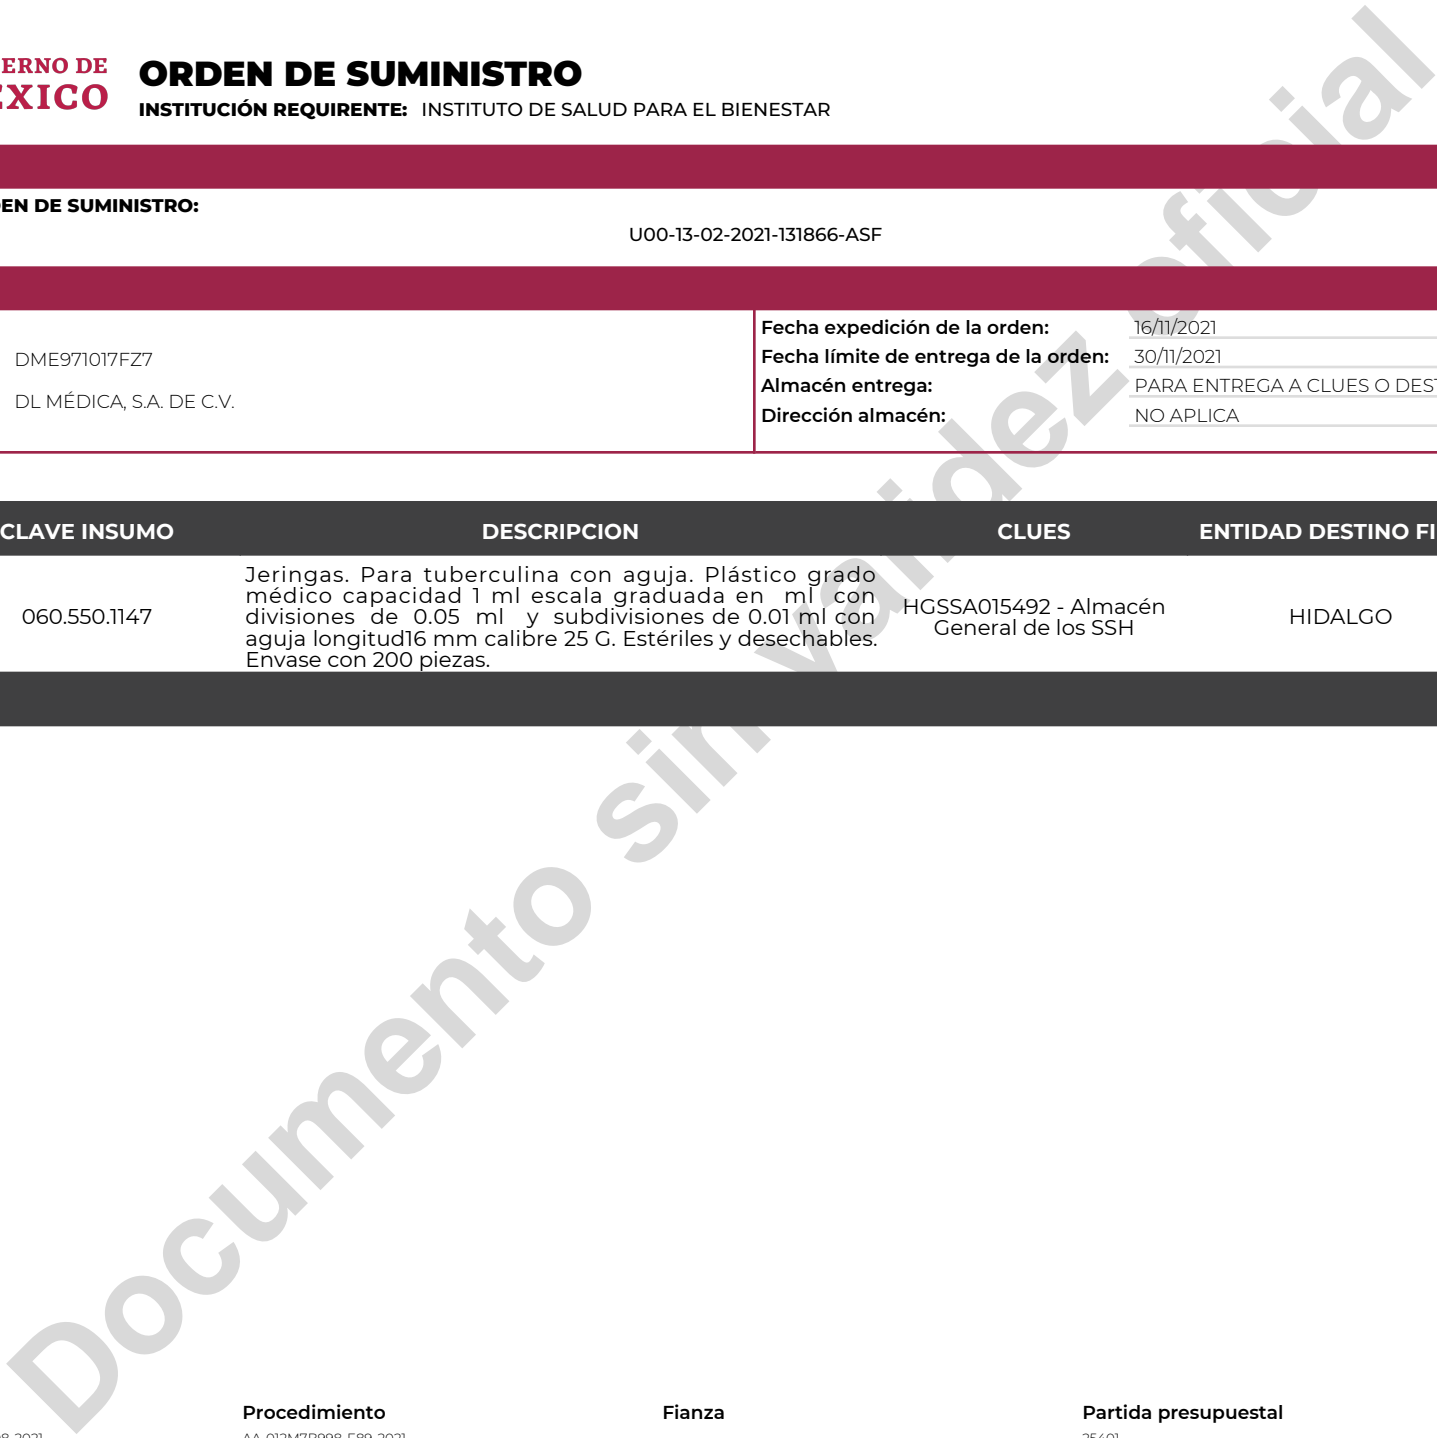 ERNO DE
EXICO
ORDEN DE SUMINISTRO
INSTITUCIÓN REQUIRENTE: INSTITUTO DE SALUD PARA EL BIENESTAR
EN DE SUMINISTRO:
U00-13-02-2021-131866-ASF
DME971017FZ7
DL MÉDICA, S.A. DE C.V.
Fecha expedición de la orden: 16/11/2021
Fecha límite de entrega de la orden: 30/11/2021
Almacén entrega: PARA ENTREGA A CLUES O DEST
Dirección almacén: NO APLICA
CLAVE INSUMO DESCRIPCION CLUES ENTIDAD DESTINO FI
060.550.1147
Jeringas. Para tuberculina con aguja. Plástico grado
médico capacidad 1 ml escala graduada en ml con
divisiones de 0.05 ml y subdivisiones de 0.01 ml con
aguja longitud16 mm calibre 25 G. Estériles y desechables.
Envase con 200 piezas.
HGSSA015492 - Almacén
General de los SSH
HIDALGO
Documento sin validez oficial
Procedimiento Fianza Partida presupuestal